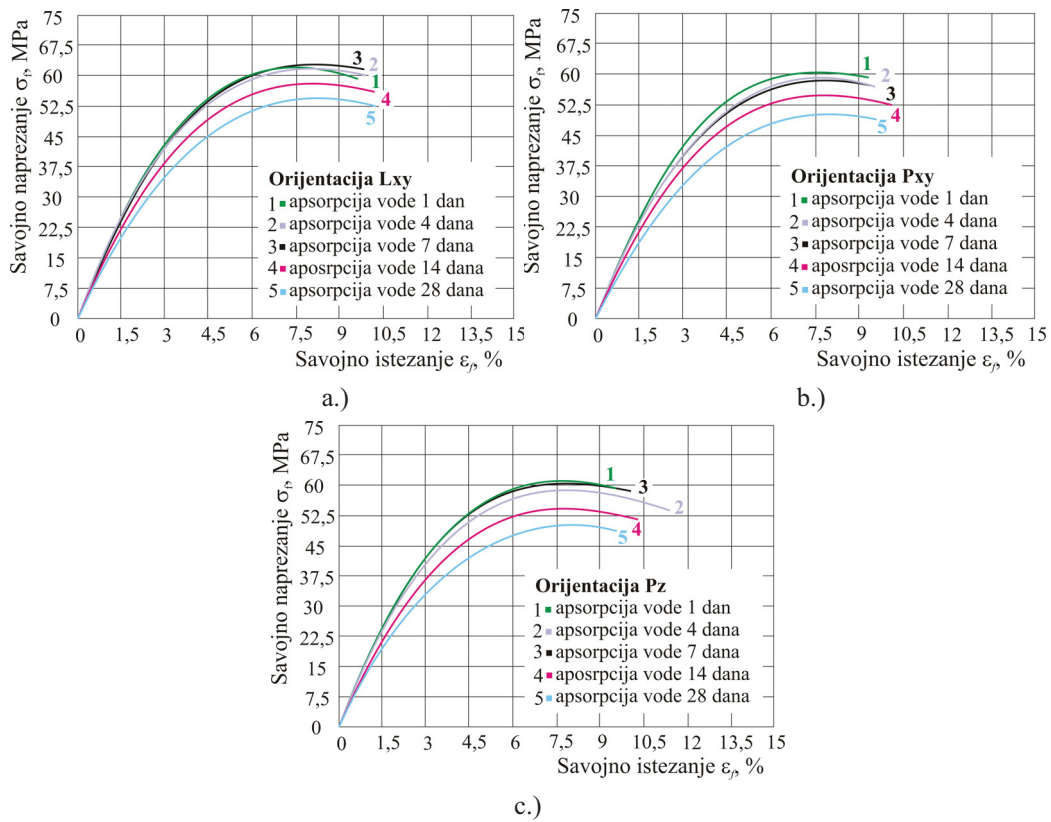 Savojno naprezanje σf, MPa
75
67,5
60
52,5
45
37,5
30
22,5
15
7,5
0
3
2
1
4
5
Orijentacija Lxy
1 apsorpcija vode 1 dan
2 apsorpcija vode 4 dana
3 apsorpcija vode 7 dana
4 aposrpcija vode 14 dana
5 apsorpcija vode 28 dana
0 1,5 3 4,5 6 7,5 9 10,5 12 13,5 15
Savojno istezanje εf, %
a.)
Savojno naprezanje σf, MPa
75
67,5
60
52,5
45
37,5
30
22,5
15
7,5
0
1
2
3
4
5
Orijentacija Pxy
1 apsorpcija vode 1 dan
2 apsorpcija vode 4 dana
3 apsorpcija vode 7 dana
4 aposrpcija vode 14 dana
5 apsorpcija vode 28 dana
0 1,5 3 4,5 6 7,5 9 10,5 12 13,5 15
Savojno istezanje εf, %
b.)
Savojno naprezanje σf, MPa
75
67,5
60
52,5
45
37,5
30
22,5
15
7,5
0
1
3
2
4
5
Orijentacija Pz
1 apsorpcija vode 1 dan
2 apsorpcija vode 4 dana
3 apsorpcija vode 7 dana
4 aposrpcija vode 14 dana
5 apsorpcija vode 28 dana
0 1,5 3 4,5 6 7,5 9 10,5 12 13,5 15
Savojno istezanje εf, %
c.)